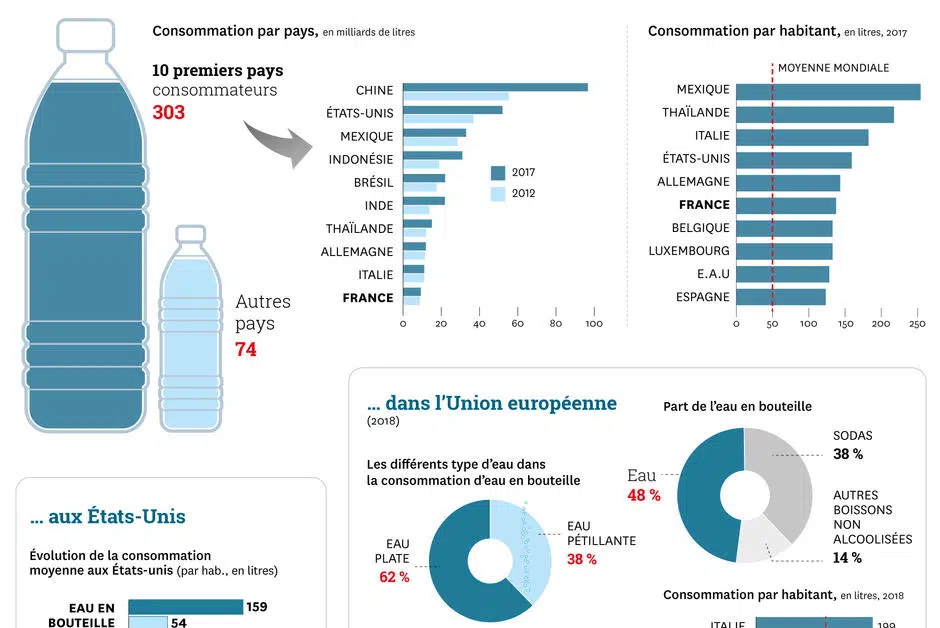 Consommation par pays, en milliards de litres
10 premiers pays
consommateurs
303
CHINE
ÉTATS-UNIS
MEXIQUE
INDONÉSIE
BRÉSIL
INDE
THAÏLANDE
ALLEMAGNE
ITALIE
FRANCE
2017
2012
0 20 40 60 80 100
Autres
pays
74
Consommation par habitant, en litres, 2017
MOYENNE MONDIALE
MEXIQUE
THAÏLANDE
ITALIE
ÉTATS-UNIS
ALLEMAGNE
FRANCE
BELGIQUE
LUXEMBOURG
E.A.U
ESPAGNE
0 50 100 150 200 250
... aux États-Unis
Évolution de la consommation
moyenne aux États-unis (par hab., en litres)
EAU EN
BOUTEILLE
159
54
... dans l'Union européenne
(2018)
Les différents type d'eau dans
la consommation d'eau en bouteille
EAU
PLATE
62 %
EAU
PÉTILLANTE
38 %
Part de l'eau en bouteille
Eau
48 %
SODAS
38 %
AUTRES
BOISSONS
NON
ALCOOLISÉES
14 %
Consommation par habitant, en litres, 2018
ITALIE
199